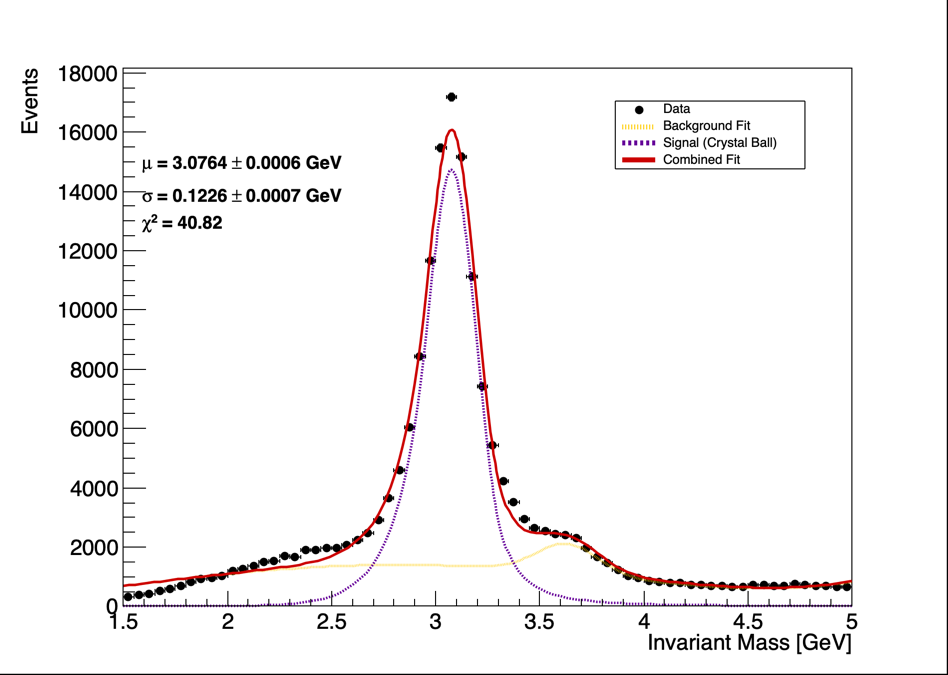 Events
18000
16000
14000
12000
10000
8000
6000
4000
2000
0
μ = 3.0764 ± 0.0006 GeV
σ = 0.1226 ± 0.0007 GeV
χ² = 40.82
Data
Background Fit
Signal (Crystal Ball)
Combined Fit
1.5 2 2.5 3 3.5 4 4.5 5
Invariant Mass [GeV]